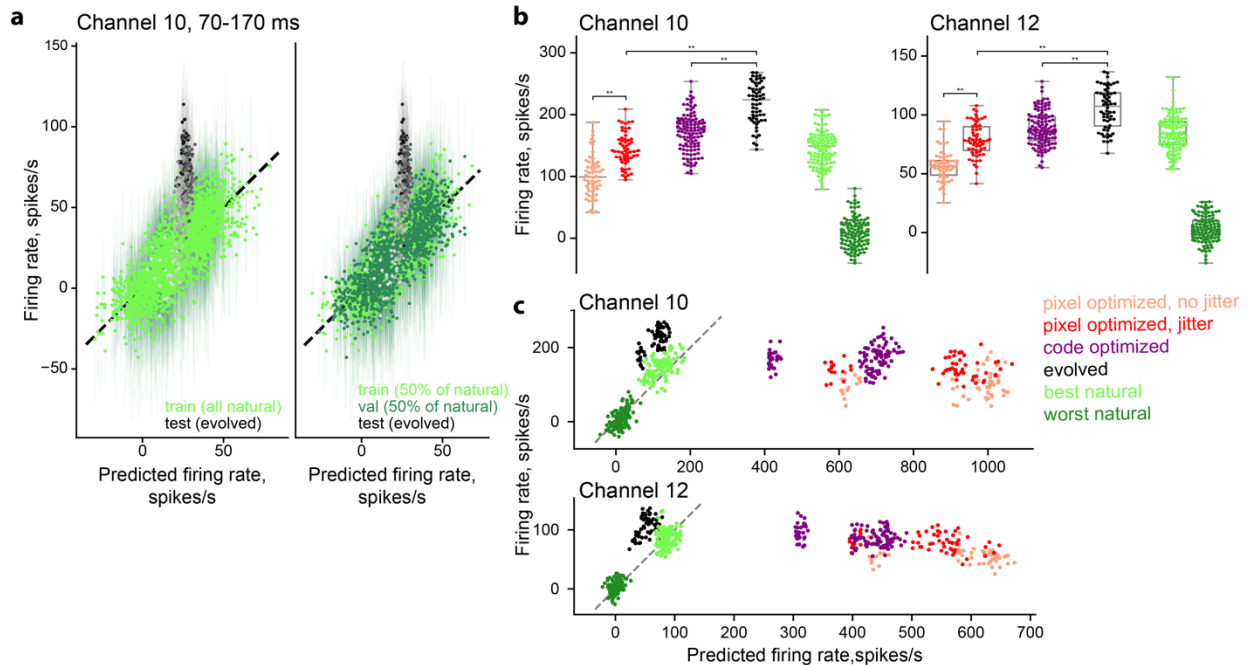 a
Channel 10, 70-170 ms
150
100
50
0
−50
Firing rate, spikes/s
train (all natural)
test (evolved)
0
50
Predicted firing rate,
spikes/s
train (50% of natural)
val (50% of natural)
test (evolved)
0
50
Predicted firing rate,
spikes/s
b
Channel 10
300
200
100
0
Firing rate, spikes/s
**
**
**
Channel 12
150
100
50
0
**
**
**
c
Channel 10
200
0
0
200
400
600
800
1000
Channel 12
100
0
Firing rate, spikes/s
0
100
200
300
400
500
600
700
Predicted firing rate,spikes/s
pixel optimized, no jitter
pixel optimized, jitter
code optimized
evolved
best natural
worst natural